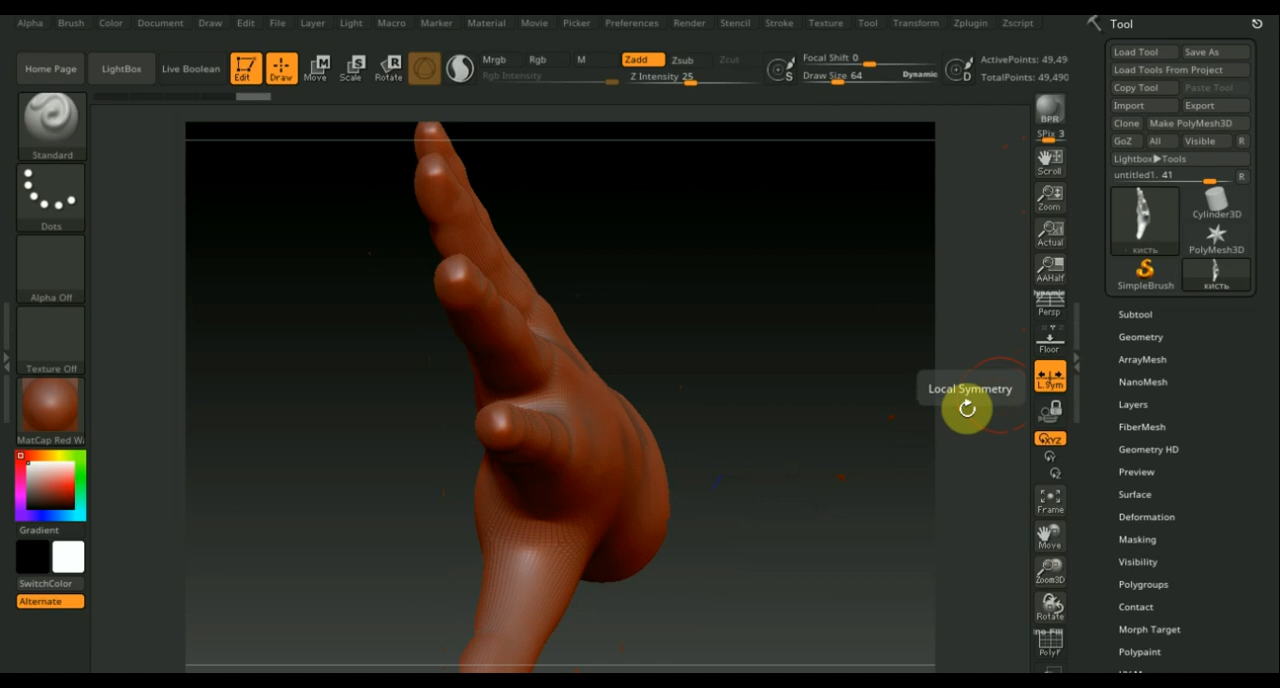 Alpha Brush Color Document Draw Edit File Layer Light Macro Marker Material Movie Picker Preferences Render Stencil Stroke Texture Tool Transform Zplugin Zscript
Tool
Home Page
LightBox
Live Boolean
Edit
Draw
Move
Scale
Rotate
Mrgb Rgb M
Rgb Intensity
Zadd Zsub Zcut
Z Intensity 25
S
Focal Shift 0
Draw Size 64 Dynamic
D
ActivePoints: 49,49
TotalPoints: 49,490
Load Tool Save As
Load Tools From Project
Copy Tool Paste Tool
Import Export
Clone Make PolyMesh3D
GoZ All Visible R
Lightbox▶Tools
untitled1. 41 R
кисть
Cylinder3D
PolyMesh3D
SimpleBrush
кисть
Subtool
Geometry
ArrayMesh
NanoMesh
Layers
FiberMesh
Geometry HD
Preview
Surface
Deformation
Masking
Visibility
Polygroups
Contact
Morph Target
Polypaint
Standard
Dots
Alpha Off
Texture Off
MatCap Red Wa
Gradient
SwitchColor
Alternate
BPR
SPix 3
Scroll
Zoom
Actual
AAHalf
Dynamic
Persp
Floor
L.Sym
XYZ
Y
Z
Frame
Move
Zoom3D
Rotate
Line Fill
PolyF
Local Symmetry